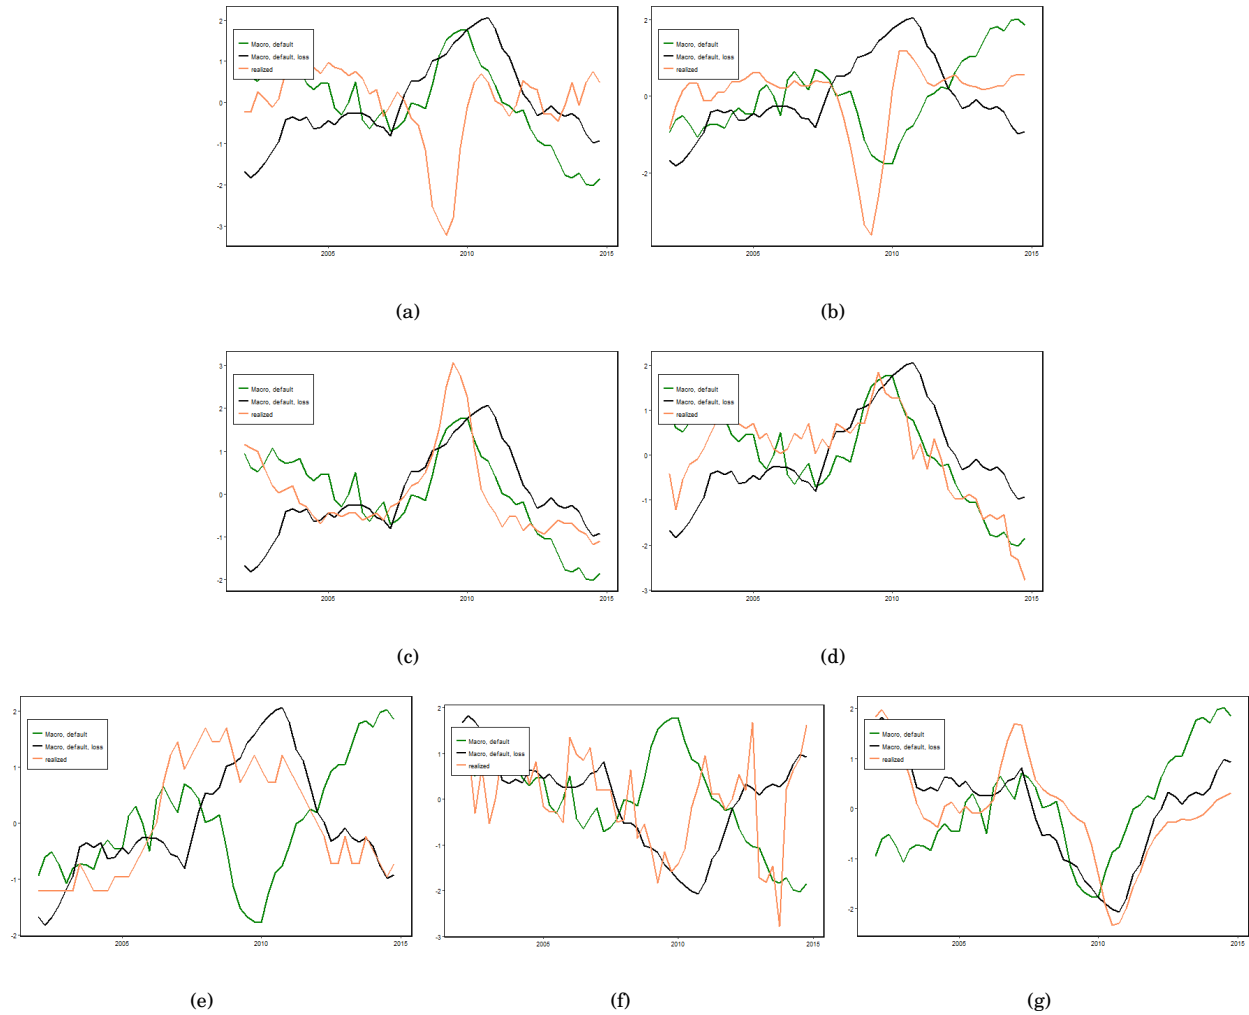 2
1
0
-1
-2
-3
Macro, default
Macro, default, loss
realized
2005
2010
2015
(a)
2
0
-2
Macro, default
Macro, default, loss
realized
2005
2010
2015
(b)
3
2
1
0
-1
-2
Macro, default
Macro, default, loss
realized
2005
2010
2015
(c)
2
1
0
-1
-2
-3
Macro, default
Macro, default, loss
realized
2005
2010
2015
(d)
2
1
0
-1
-2
Macro, default
Macro, default, loss
realized
2005
2010
2015
(e)
2
1
0
-1
-2
-3
Macro, default
Macro, default, loss
realized
2005
2010
2015
(f)
2
1
0
-1
-2
Macro, default
Macro, default, loss
realized
2005
2010
2015
(g)